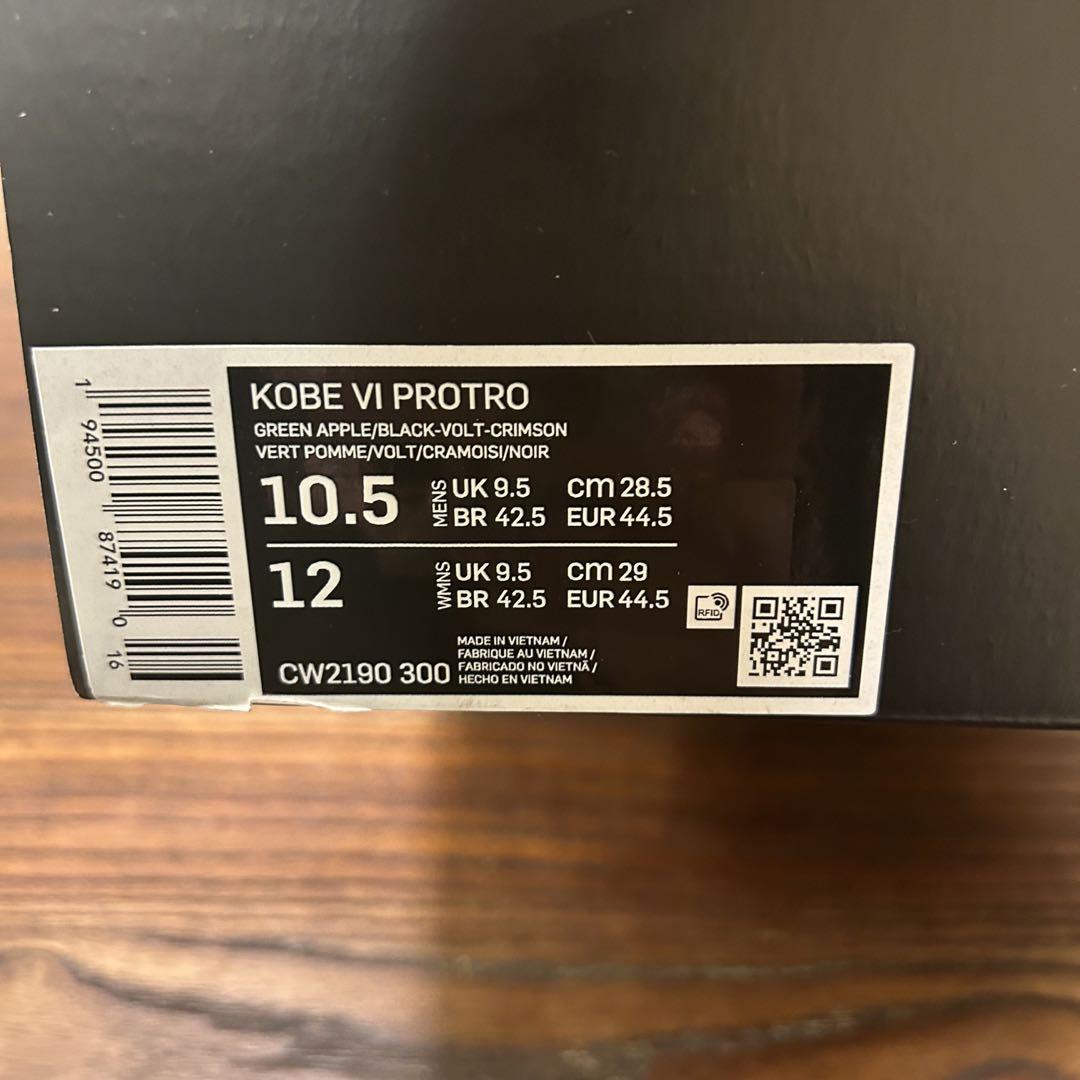 KOBE VI PROTRO
GREEN APPLE/BLACK-VOLT-CRIMSON
VERT POMME/VOLT/CRAMOISI/NOIR
10.5 MENS UK 9.5 CM 28.5
BR 42.5 EUR 44.5
12 WMNS UK 9.5 CM 29
BR 42.5 EUR 44.5
RFID
CW2190 300
MADE IN VIETNAM /
FABRIQUE AU VIETNAM /
FABRICADO NO VIETNÃ /
HECHO EN VIETNAM
1 94500 87419 0 16